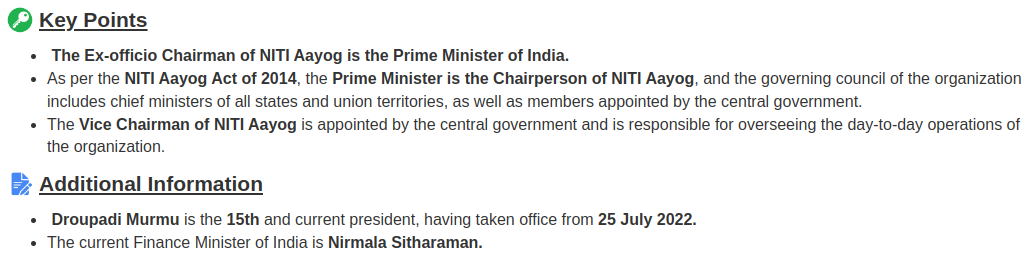 Key Points
• The Ex-officio Chairman of NITI Aayog is the Prime Minister of India.
• As per the NITI Aayog Act of 2014, the Prime Minister is the Chairperson of NITI Aayog, and the governing council of the organization
includes chief ministers of all states and union territories, as well as members appointed by the central government.
• The Vice Chairman of NITI Aayog is appointed by the central government and is responsible for overseeing the day-to-day operations of
the organization.
Additional Information
• Droupadi Murmu is the 15th and current president, having taken office from 25 July 2022.
• The current Finance Minister of India is Nirmala Sitharaman.